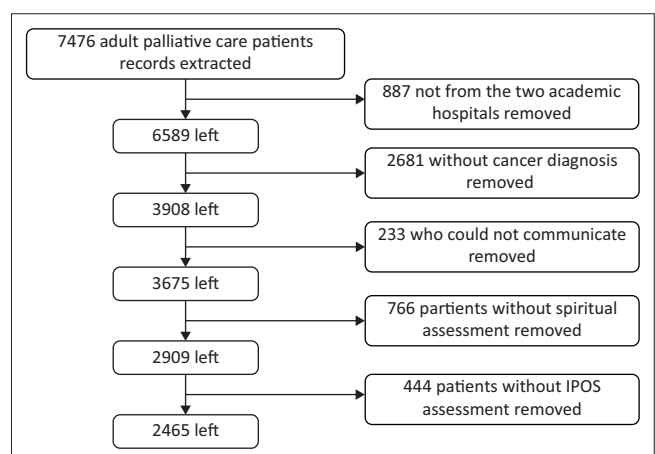 7476 adult palliative care patients
records extracted
887 not from the two academic
hospitals removed
6589 left
2681 without cancer diagnosis
removed
3908 left
233 who could not communicate
removed
3675 left
766 partients without spiritual
assessment removed
2909 left
444 patients without IPOS
assessment removed
2465 left